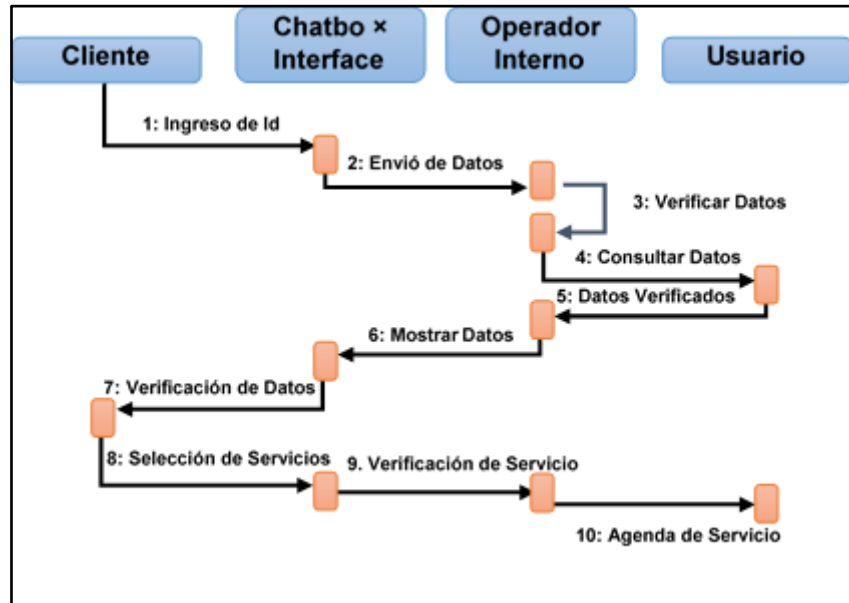 Cliente
Chatbo ×
Interface
Operador
Interno
Usuario
1: Ingreso de Id
2: Envió de Datos
3: Verificar Datos
4: Consultar Datos
5: Datos Verificados
6: Mostrar Datos
7: Verificación de Datos
8: Selección de Servicios
9. Verificación de Servicio
10: Agenda de Servicio